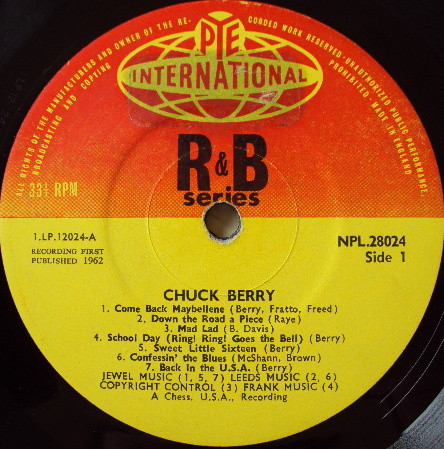 ALL RIGHTS OF THE MANUFACTURERS AND OWNER OF THE RECORDED WORK RESERVED·UNAUTHORIZED PUBLIC PERFORMANCE, BROADCASTING AND COPYING PROHIBITED·MADE IN ENGLAND
PYE
INTERNATIONAL
R&B
series
33⅓ RPM
1.LP.12024-A
RECORDING FIRST
PUBLISHED 1962
NPL.28024
Side 1
CHUCK BERRY
1. Come Back Maybellene (Berry, Fratto, Freed)
2. Down the Road a Piece (Raye)
3. Mad Lad (B. Davis)
4. School Day (Ring! Ring! Goes the Bell) (Berry)
5. Sweet Little Sixteen (Berry)
6. Confessin' the Blues (McShann, Brown)
7. Back in the U.S.A. (Berry)
JEWEL MUSIC (1, 5, 7) LEEDS MUSIC (2, 6)
COPYRIGHT CONTROL (3) FRANK MUSIC (4)
A Chess, U.S.A., Recording